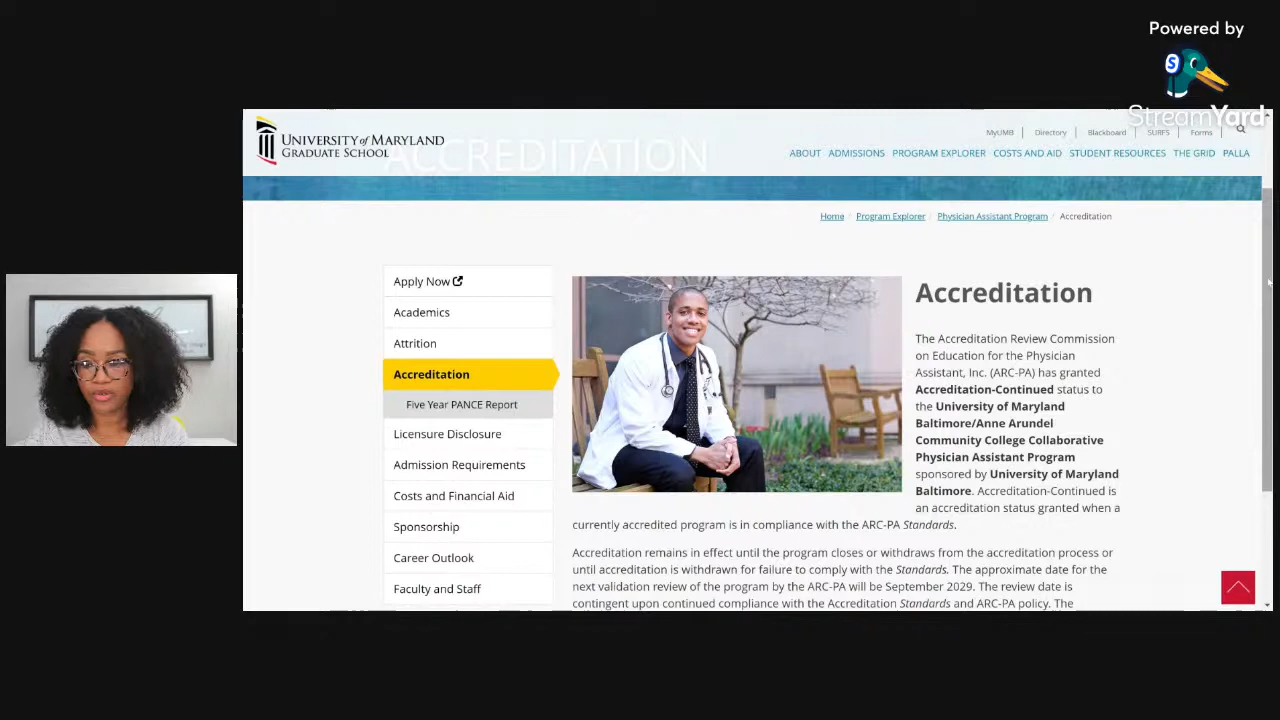 Powered by
S
StreamYard
UNIVERSITY of MARYLAND
GRADUATE SCHOOL
ACCREDITATION
MyUMB
Directory
Blackboard
SURFS
Forms
ABOUT ADMISSIONS PROGRAM EXPLORER COSTS AND AID STUDENT RESOURCES THE GRID PALLA
Home / Program Explorer / Physician Assistant Program / Accreditation
Apply Now
Academics
Attrition
Accreditation
Five Year PANCE Report
Licensure Disclosure
Admission Requirements
Costs and Financial Aid
Sponsorship
Career Outlook
Faculty and Staff
Accreditation
The Accreditation Review Commission
on Education for the Physician
Assistant, Inc. (ARC-PA) has granted
Accreditation-Continued status to
the University of Maryland
Baltimore/Anne Arundel
Community College Collaborative
Physician Assistant Program
sponsored by University of Maryland
Baltimore. Accreditation-Continued is
an accreditation status granted when a
currently accredited program is in compliance with the ARC-PA Standards.
Accreditation remains in effect until the program closes or withdraws from the accreditation process or
until accreditation is withdrawn for failure to comply with the Standards. The approximate date for the
next validation review of the program by the ARC-PA will be September 2029. The review date is
contingent upon continued compliance with the Accreditation Standards and ARC-PA policy. The